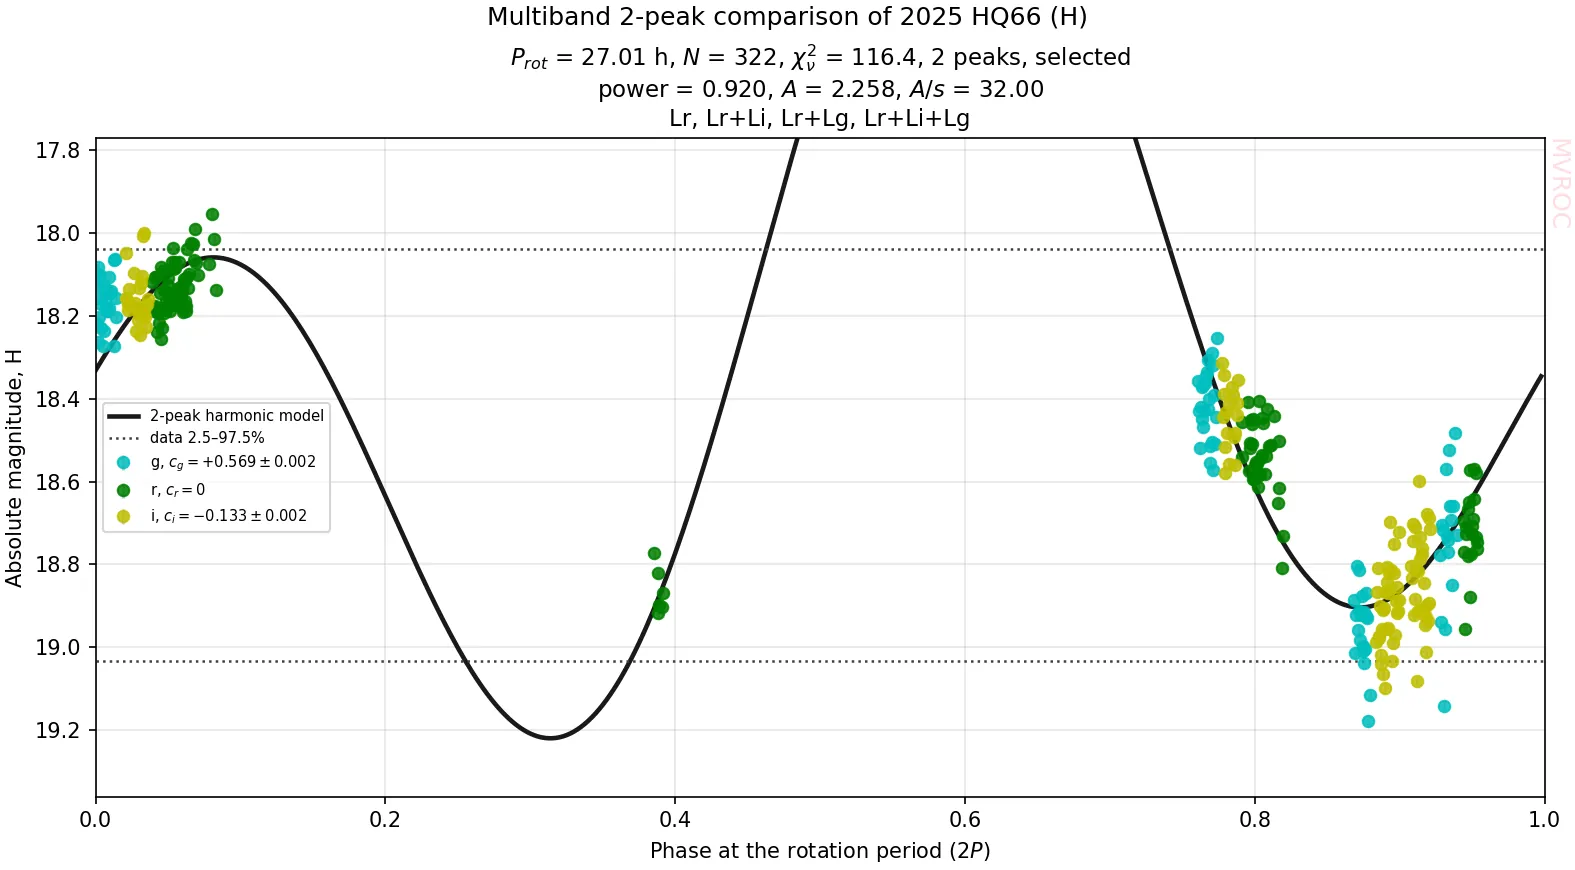 Multiband 2-peak comparison of 2025 HQ66 (H)
P_rot = 27.01 h, N = 322, χ²_ν = 116.4, 2 peaks, selected
power = 0.920, A = 2.258, A/s = 32.00
Lr, Lr+Li, Lr+Lg, Lr+Li+Lg
MVROC
17.8
18.0
18.2
18.4
18.6
18.8
19.0
19.2
Absolute magnitude, H
2-peak harmonic model
data 2.5–97.5%
g, c_g = +0.569 ± 0.002
r, c_r = 0
i, c_i = −0.133 ± 0.002
0.0 0.2 0.4 0.6 0.8 1.0
Phase at the rotation period (2P)